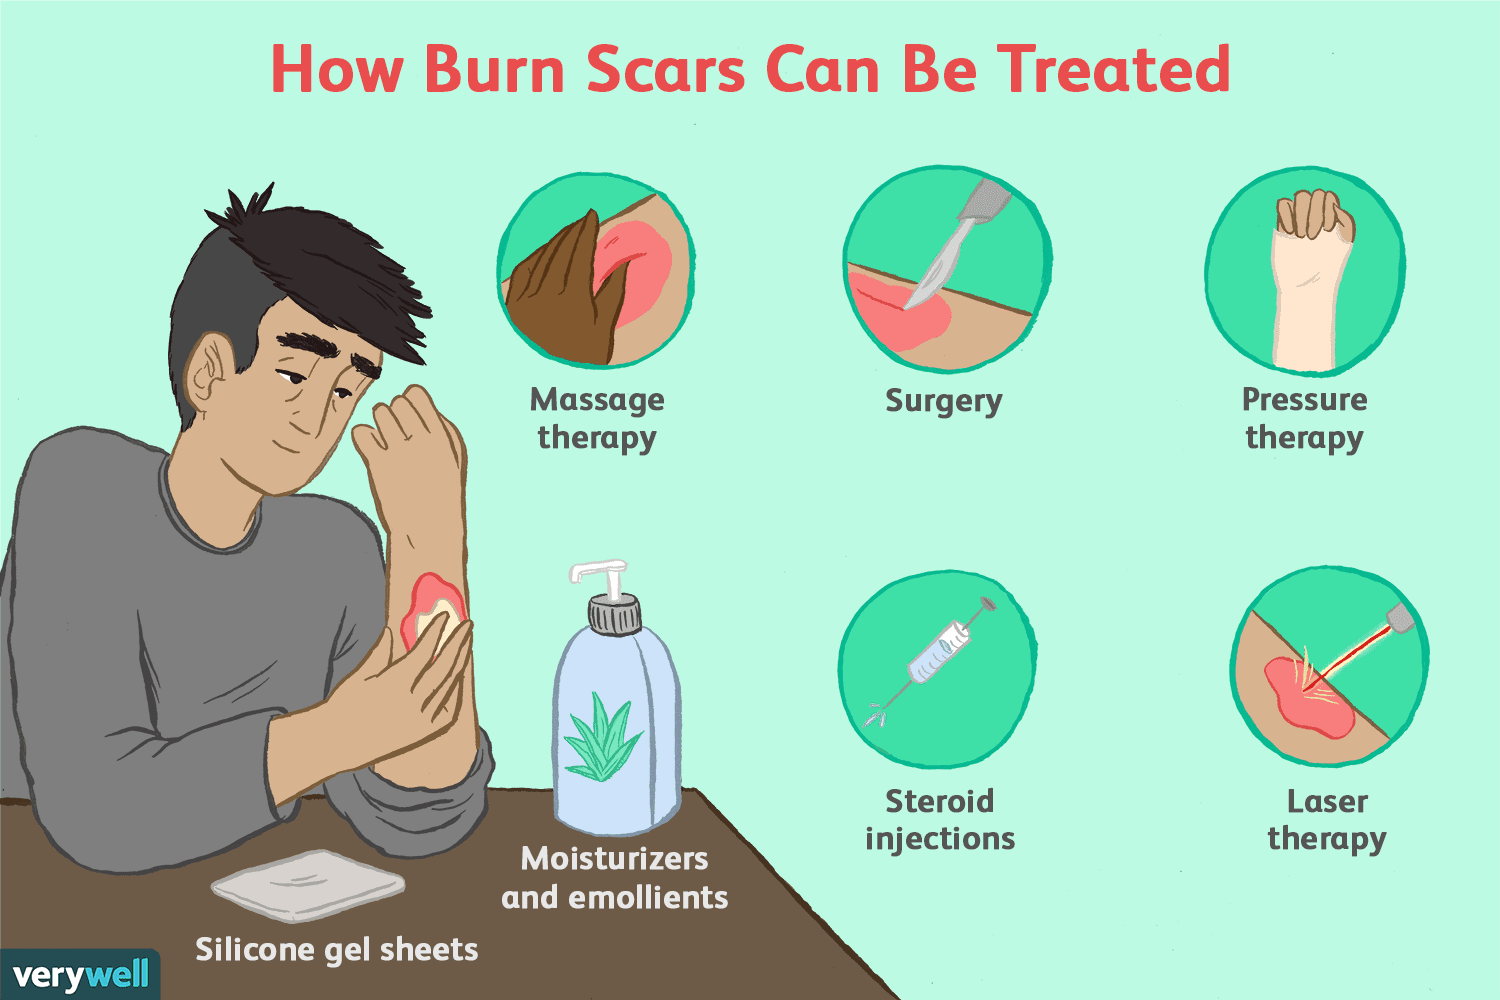 How Burn Scars Can Be Treated
Massage
therapy
Surgery
Pressure
therapy
Moisturizers
and emollients
Steroid
injections
Laser
therapy
Silicone gel sheets
verywell